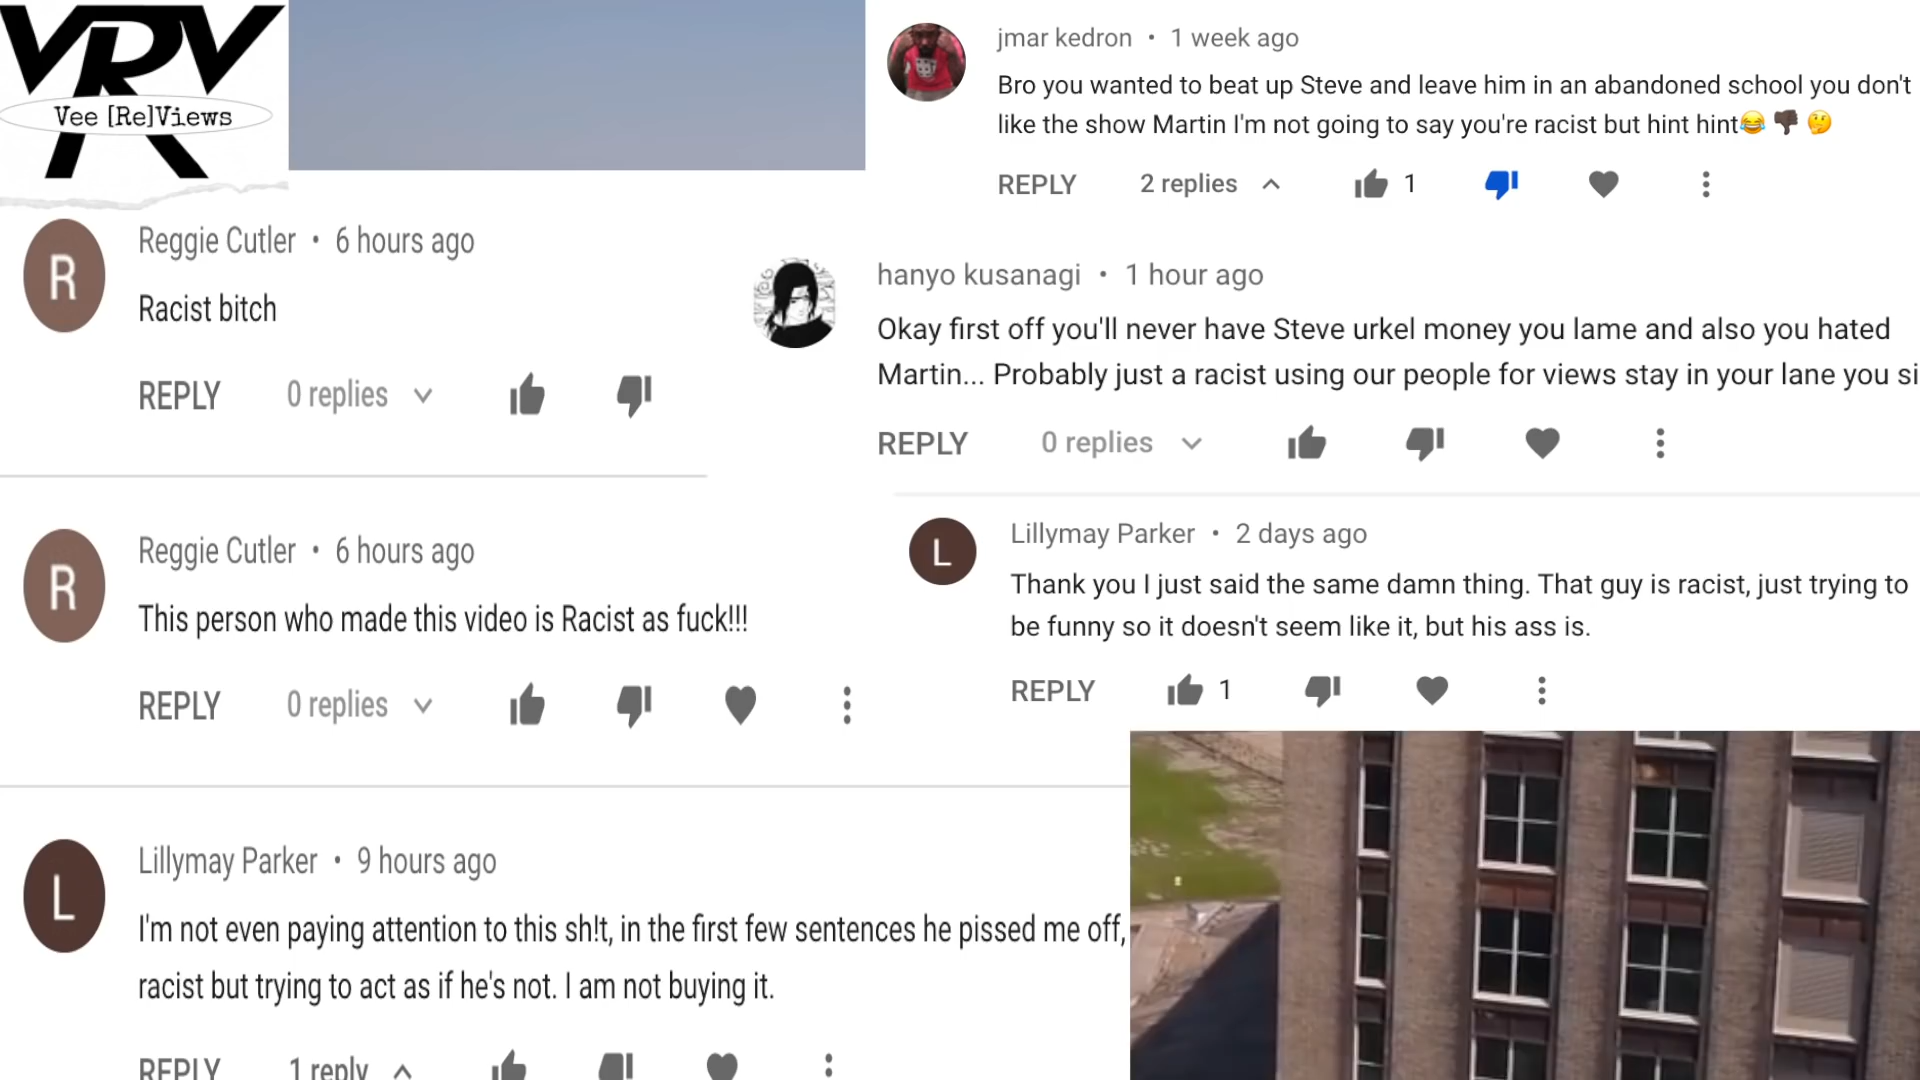 VRV
Vee [Re]Views
jmar kedron • 1 week ago
Bro you wanted to beat up Steve and leave him in an abandoned school you don't
like the show Martin I'm not going to say you're racist but hint hint😂 👎🏿 🤔
REPLY 2 replies 1
R
Reggie Cutler • 6 hours ago
Racist bitch
REPLY 0 replies
hanyo kusanagi • 1 hour ago
Okay first off you'll never have Steve urkel money you lame and also you hated
Martin... Probably just a racist using our people for views stay in your lane you si
REPLY 0 replies
R
Reggie Cutler • 6 hours ago
This person who made this video is Racist as fuck!!!
REPLY 0 replies
L
Lillymay Parker • 2 days ago
Thank you I just said the same damn thing. That guy is racist, just trying to
be funny so it doesn't seem like it, but his ass is.
REPLY 1
L
Lillymay Parker • 9 hours ago
I'm not even paying attention to this sh!t, in the first few sentences he pissed me off,
racist but trying to act as if he's not. I am not buying it.
REPLY 1 reply